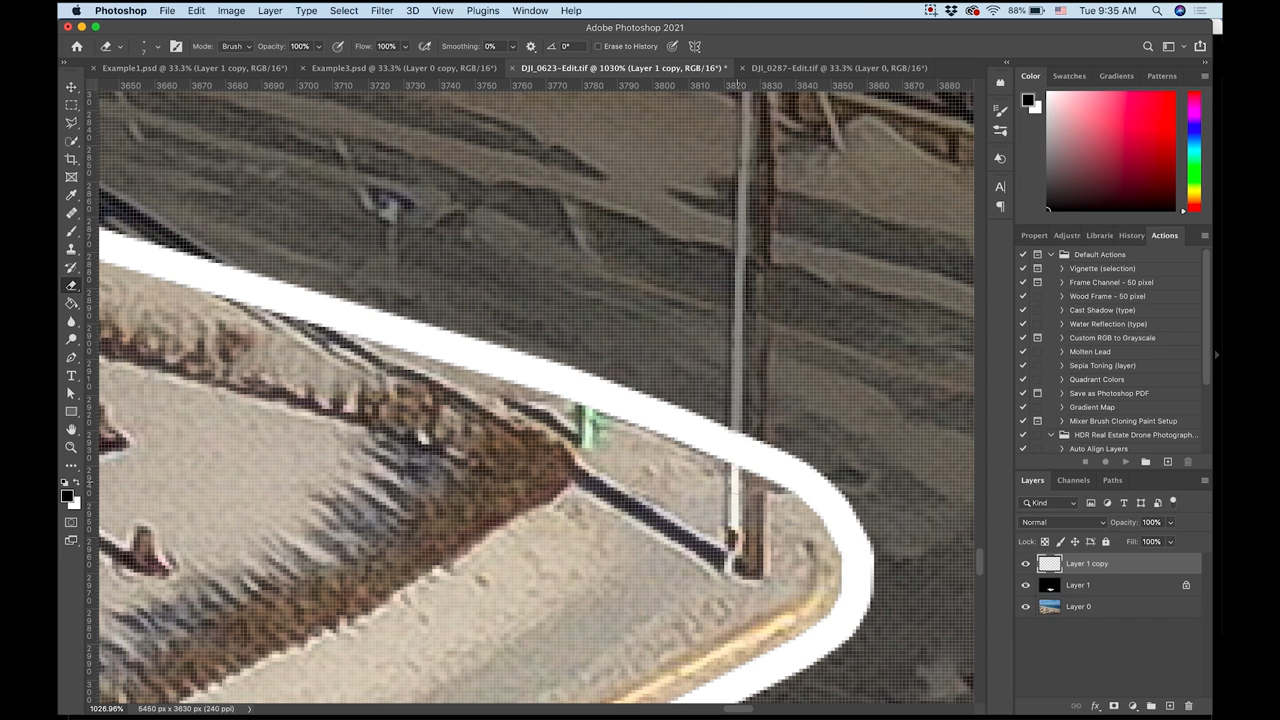 Photoshop File Edit Image Layer Type Select Filter 3D View Plugins Window Help 88% Tue 9:35 AM
Adobe Photoshop 2021
7 Mode: Brush Opacity: 100% Flow: 100% Smoothing: 0% 0° Erase to History
Example1.psd @ 33.3% (Layer 1 copy, RGB/16*) Example3.psd @ 33.3% (Layer 0 copy, RGB/16*) DJI_0623-Edit.tif @ 1030% (Layer 1 copy, RGB/16*) * DJI_0287-Edit.tif @ 33.3% (Layer 0, RGB/16*)
Color Swatches Gradients Patterns
3650 3660 3670 3680 3690 3700 3710 3720 3730 3740 3750 3760 3770 3780 3790 3800 3810 3820 3830 3840 3850 3860 3870 3880
Propert Adjustr Librarie History Actions
Default Actions
Vignette (selection)
Frame Channel - 50 pixel
Wood Frame - 50 pixel
Cast Shadow (type)
Water Reflection (type)
Custom RGB to Grayscale
Molten Lead
Sepia Toning (layer)
Quadrant Colors
Save as Photoshop PDF
Gradient Map
Mixer Brush Cloning Paint Setup
HDR Real Estate Drone Photograph...
Auto Align Layers
Layers Channels Paths
Kind
Normal Opacity: 100%
Lock: Fill: 100%
Layer 1 copy
Layer 1
Layer 0
1026.96% 5450 px x 3630 px (240 ppi)